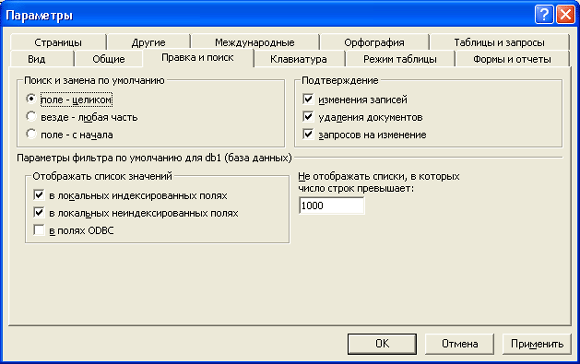 Параметры
Страницы Другие Международные Орфография Таблицы и запросы
Вид Общие Правка и поиск Клавиатура Режим таблицы Формы и отчеты
Поиск и замена по умолчанию
поле - целиком
везде - любая часть
поле - с начала
Подтверждение
изменения записей
удаления документов
запросов на изменение
Параметры фильтра по умолчанию для db1 (база данных)
Отображать список значений
в локальных индексированных полях
в локальных неиндексированных полях
в полях ODBC
Не отображать списки, в которых
число строк превышает:
1000
OK Отмена Применить